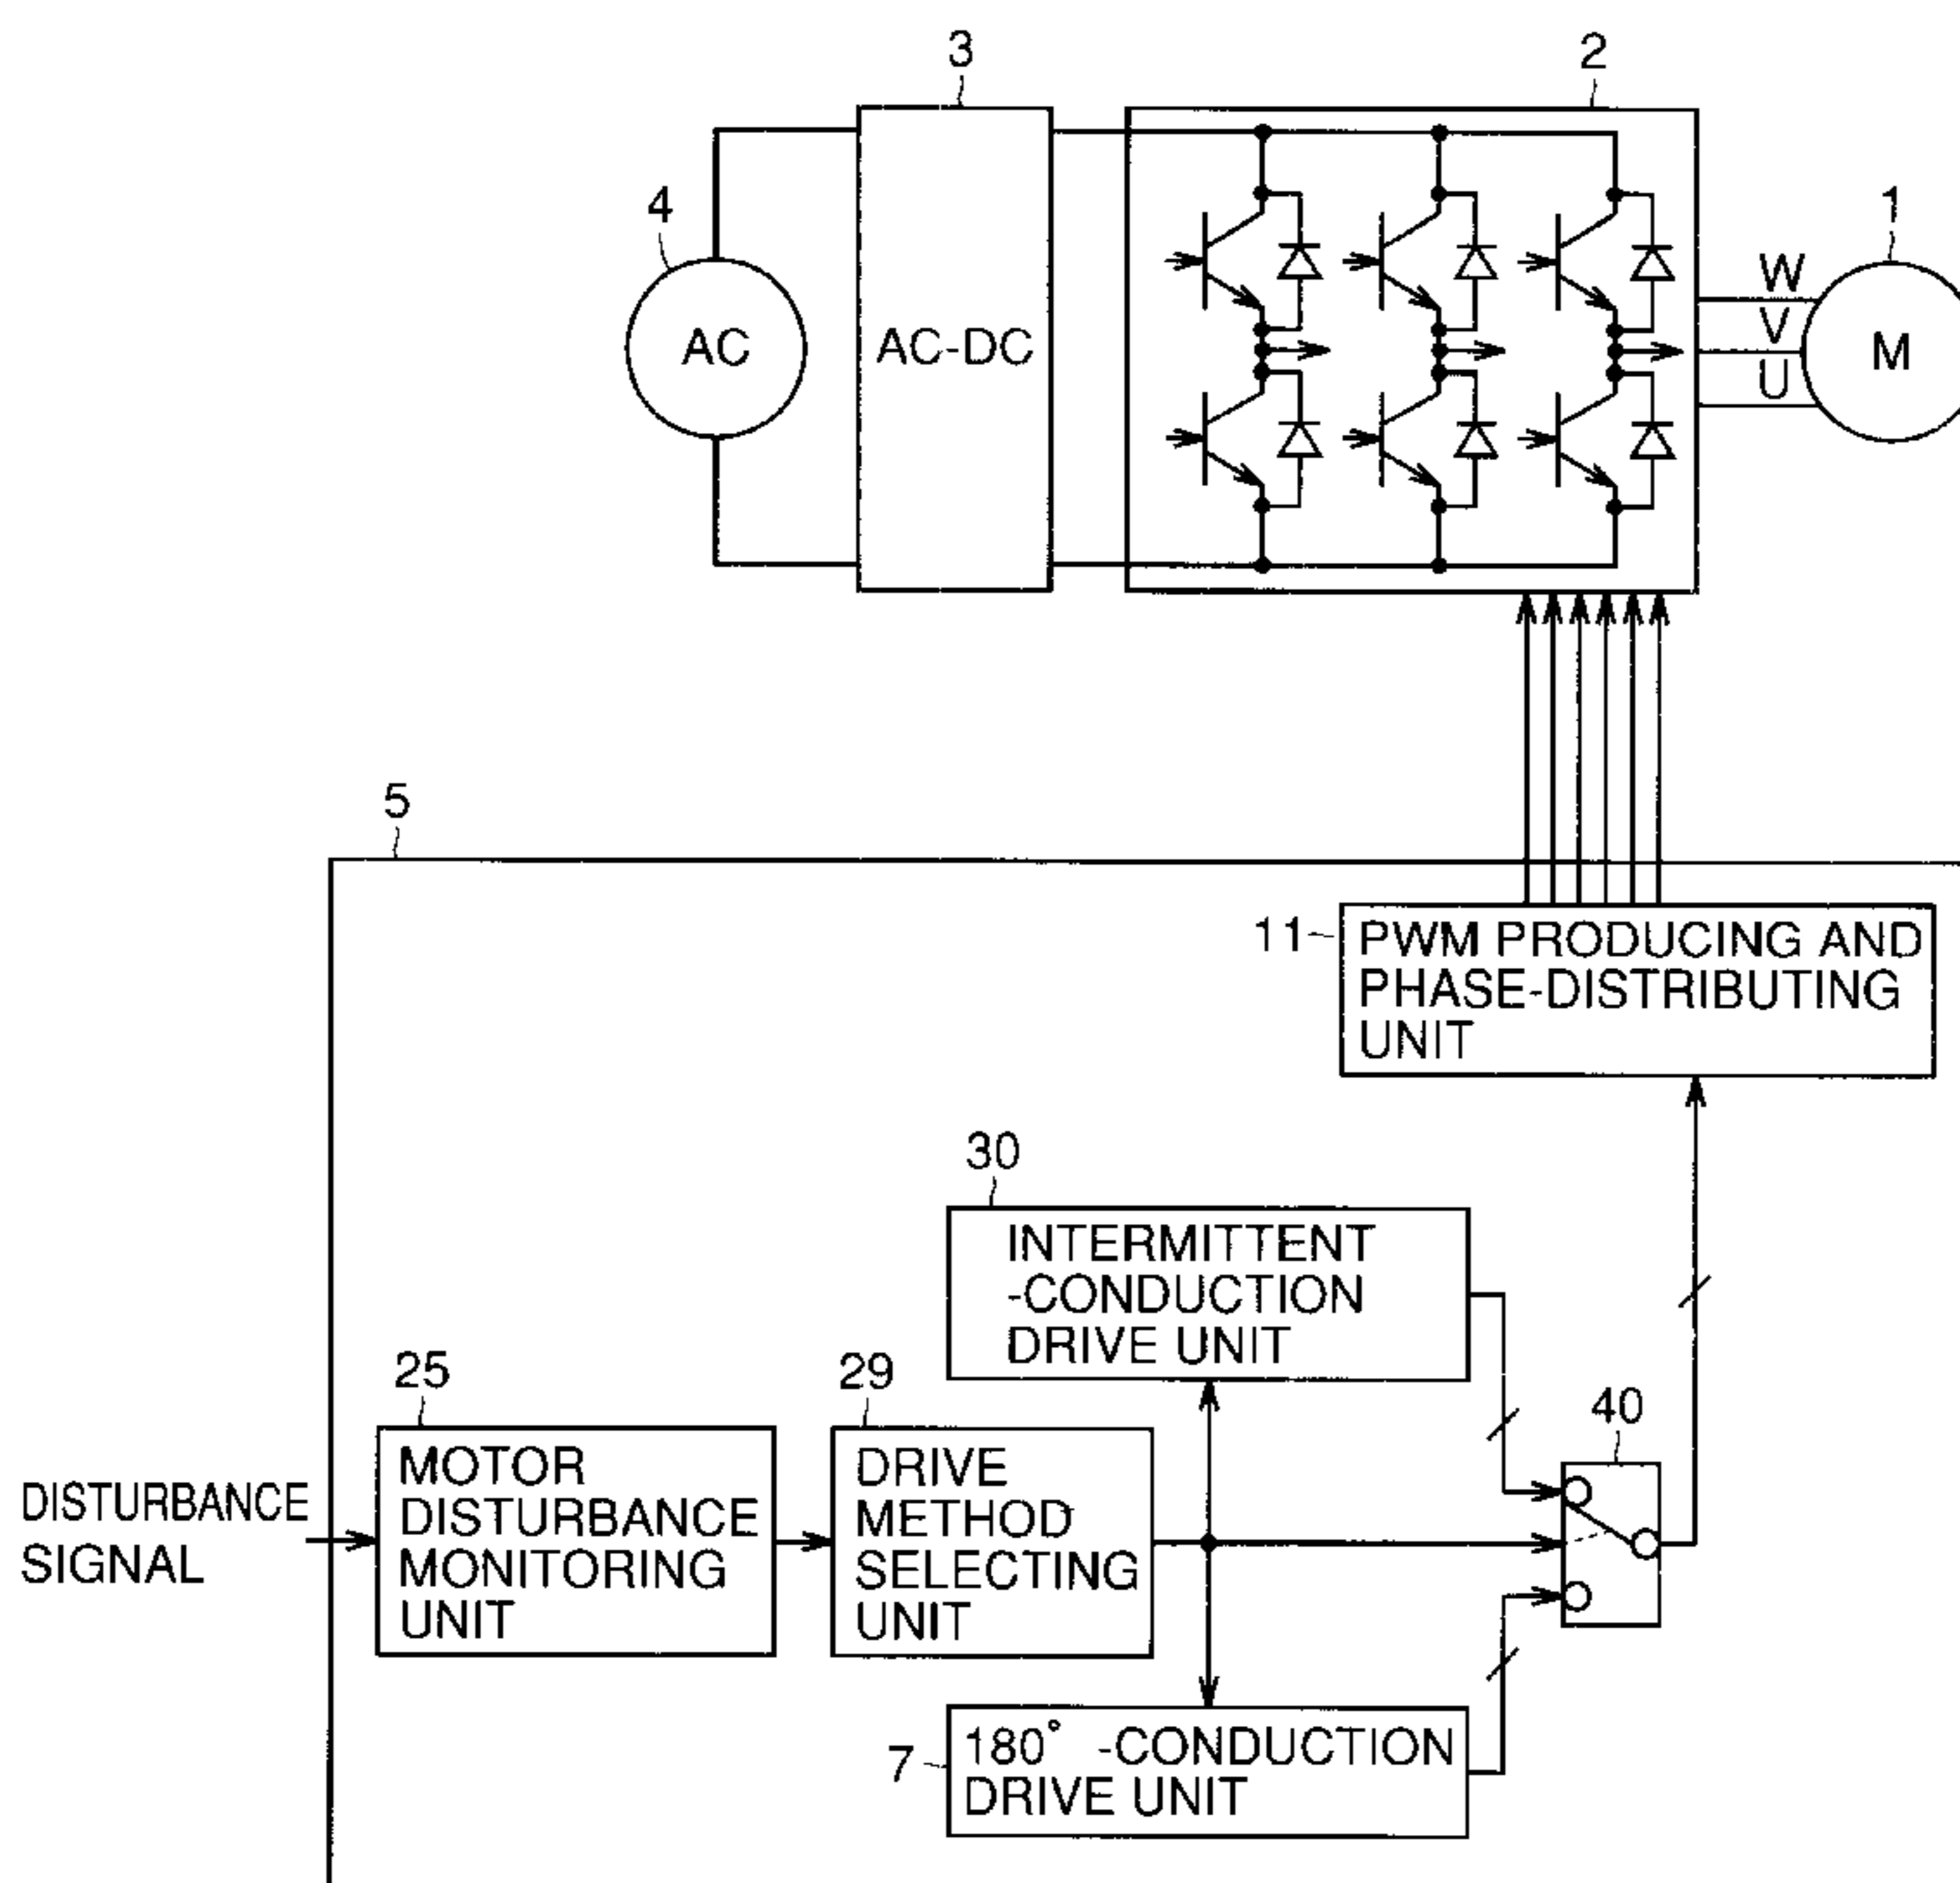 3
2
4
1
AC
AC-DC
W
V
U
M
5
11
PWM PRODUCING AND
PHASE-DISTRIBUTING
UNIT
30
INTERMITTENT
-CONDUCTION
DRIVE UNIT
25
29
40
DISTURBANCE
SIGNAL
MOTOR
DISTURBANCE
MONITORING
UNIT
DRIVE
METHOD
SELECTING
UNIT
7
180° -CONDUCTION
DRIVE UNIT